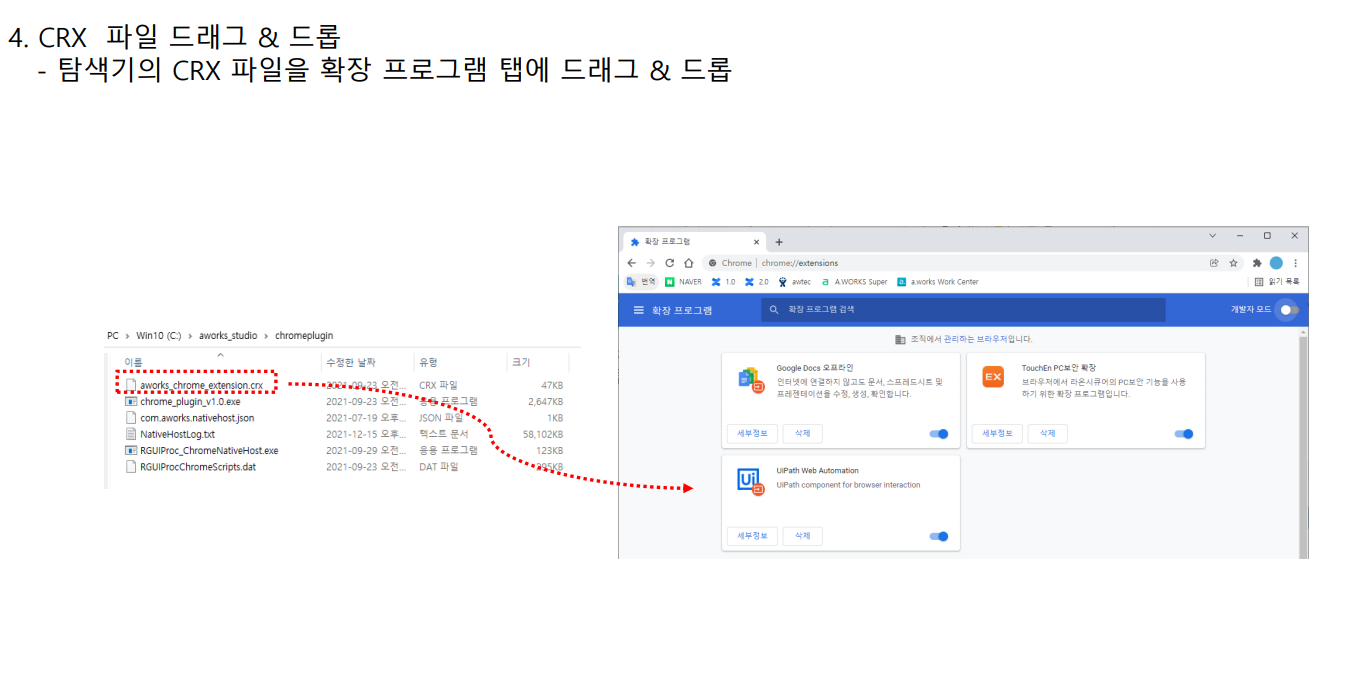 4. CRX 파일 드래그 & 드롭
- 탐색기의 CRX 파일을 확장 프로그램 탭에 드래그 & 드롭
확장 프로그램
Chrome | chrome://extensions
번역 NAVER 1.0 2.0 awtec A.WORKS Super a.works Work Center 읽기 목록
확장 프로그램 확장 프로그램 검색 개발자 모드
조직에서 관리하는 브라우저입니다.
Google Docs 오프라인
인터넷에 연결하지 않고도 문서, 스프레드시트 및
프레젠테이션을 수정, 생성, 확인합니다.
세부정보 삭제
TouchEn PC보안 확장
브라우저에서 라온시큐어의 PC보안 기능을 사용
하기 위한 확장 프로그램입니다.
세부정보 삭제
UiPath Web Automation
UiPath component for browser interaction
세부정보 삭제
PC > Win10 (C:) > aworks_studio > chromeplugin
이름 수정한 날짜 유형 크기
aworks_chrome_extension.crx 2021-09-23 오전... CRX 파일 47KB
chrome_plugin_v1.0.exe 2021-09-23 오전... 응용 프로그램 2,647KB
com.aworks.nativehost.json 2021-07-19 오후... JSON 파일 1KB
NativeHostLog.txt 2021-12-15 오후... 텍스트 문서 58,102KB
RGUIProc_ChromeNativeHost.exe 2021-09-29 오전... 응용 프로그램 123KB
RGUIProcChromeScripts.dat 2021-09-23 오전... DAT 파일
EX
Ui